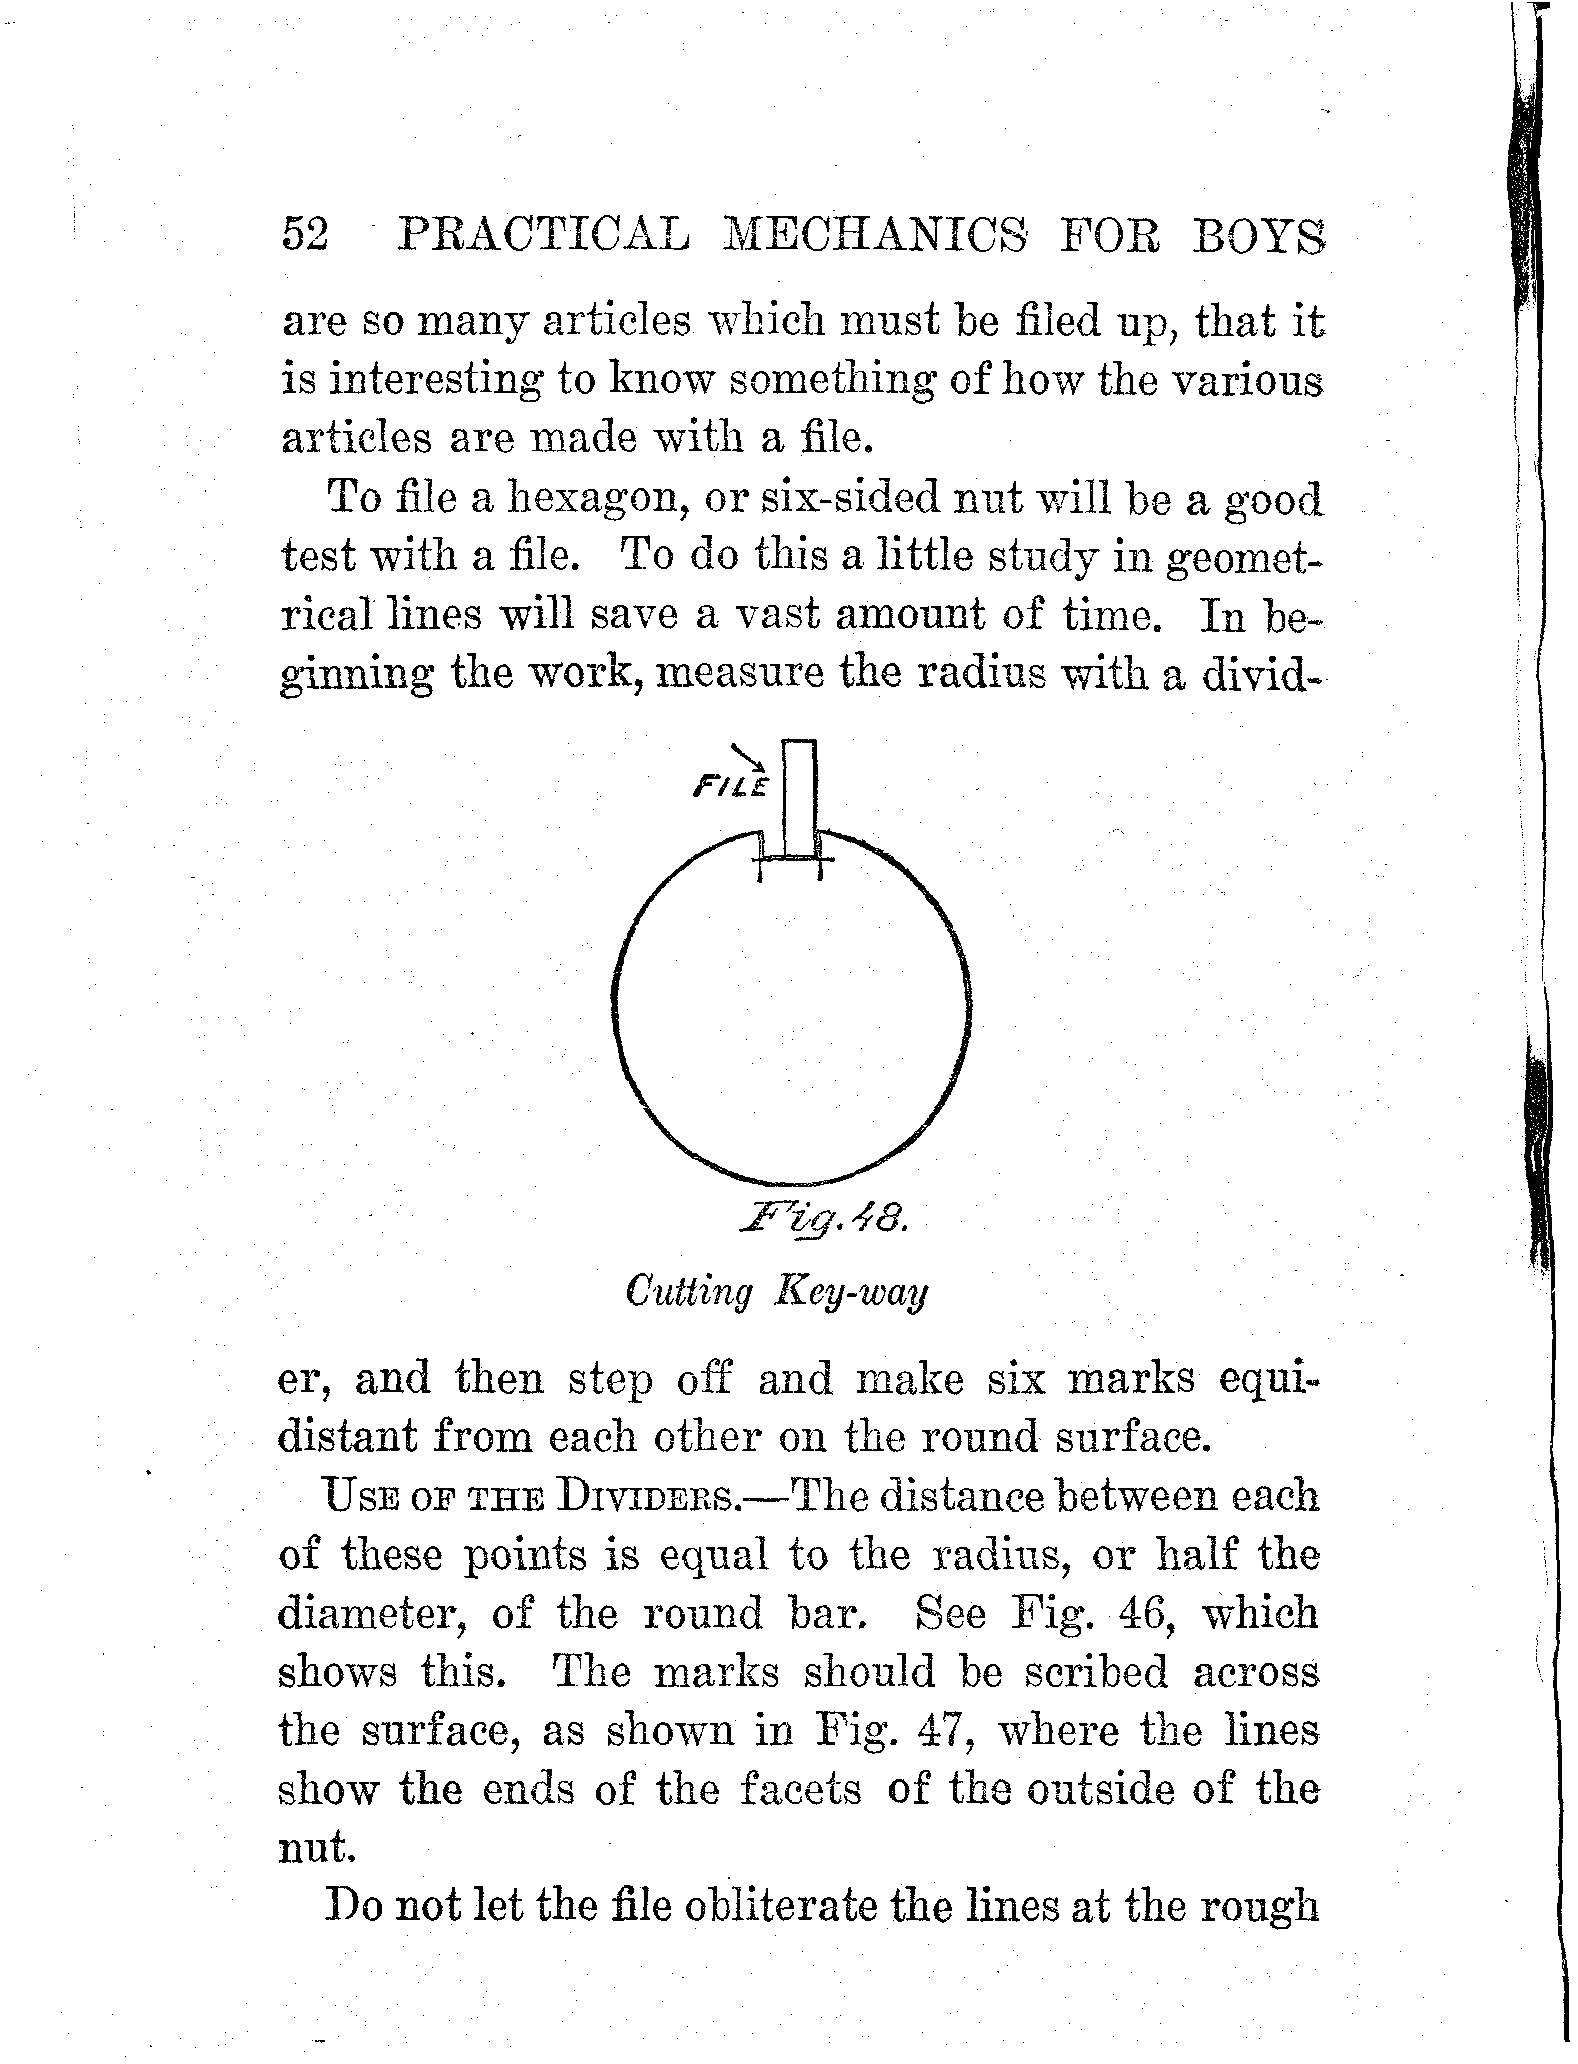 52 PRACTICAL MECHANICS FOR BOYS
are so many articles which must be filed up, that it
is interesting to know something of how the various
articles are made with a file.
To file a hexagon, or six-sided nut will be a good
test with a file. To do this a little study in geomet-
rical lines will save a vast amount of time. In be-
ginning the work, measure the radius with a divid-
FILE
Fig. 48.
Cutting Key-way
er, and then step off and make six marks equi-
distant from each other on the round surface.
USE OF THE DIVIDERS.—The distance between each
of these points is equal to the radius, or half the
diameter, of the round bar. See Fig. 46, which
shows this. The marks should be scribed across
the surface, as shown in Fig. 47, where the lines
show the ends of the facets of the outside of the
nut.
Do not let the file obliterate the lines at the rough